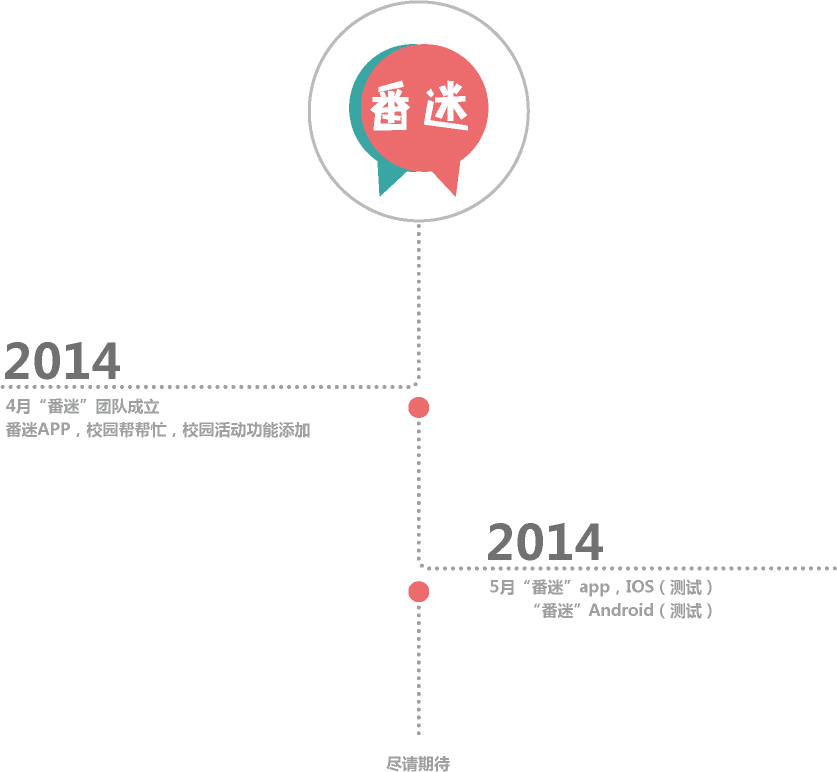 番迷
2014
4月“番迷”团队成立
番迷APP，校园帮帮忙，校园活动功能添加
2014
5月“番迷”app，IOS（测试）
“番迷”Android（测试）
尽请期待